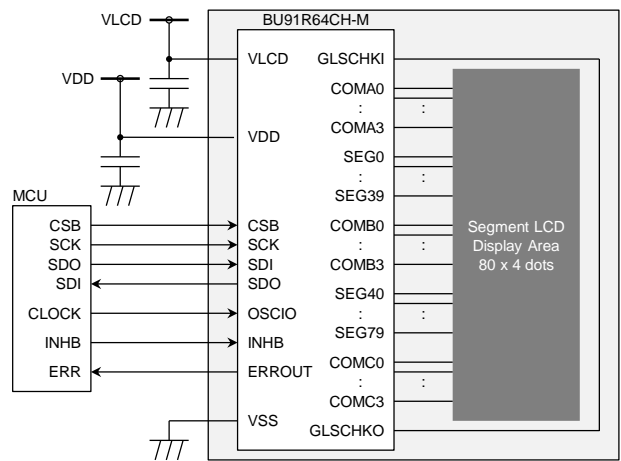 VLCD
BU91R64CH-M
VLCD
GLSCHKI
VDD
COMA0
:
:
COMA3
VDD
SEG0
:
:
MCU
SEG39
CSB
CSB
COMB0
SCK
SCK
:
:
SDO
SDI
COMB3
SDI
SDO
SEG40
CLOCK
OSCIO
:
:
INHB
INHB
SEG79
ERR
ERROUT
COMC0
:
:
COMC3
VSS
GLSCHKO
Segment LCD
Display Area
80 x 4 dots